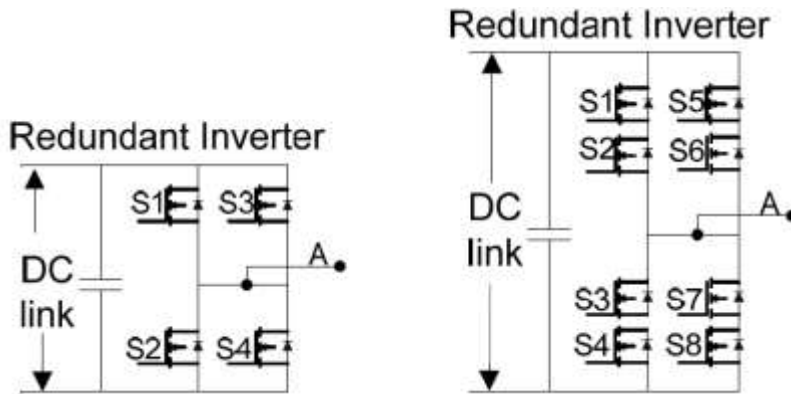 Redundant Inverter
DC
link
S1
S3
A
S2
S4
Redundant Inverter
DC
link
S1
S5
S2
S6
A
S3
S7
S4
S8